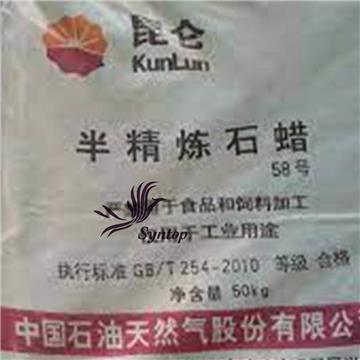 昆仑
KunLun
半精炼石蜡
58号
于食品和饲料加工
Syntop
工业用途
执行标准 GB/T 254-2010 等级 合格
净含量 50kg
中国石油天然气股份有限公